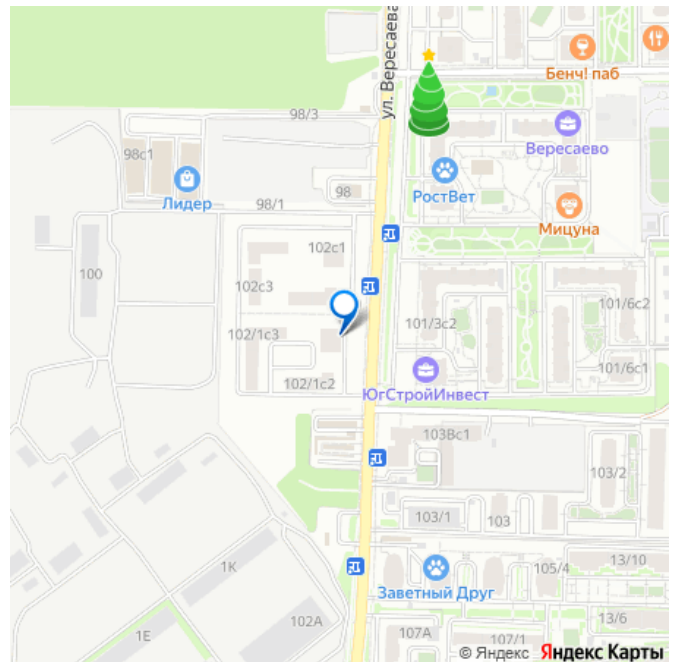 Бенч! паб
ул. Вересаева
98/3
98с1
Вересаево
98
РостВет
Лидер
98/1
Мицуна
102с1
100
102с3
101/6с2
101/3с2
102/1с3
101/6с1
102/1с2
ЮгСтройИнвест
103Вс1
103/2
103/1
103
13/10
1К
105/4
Заветный Друг
13/6
102А
1Е
107А
107/1
© Яндекс Яндекс Карты